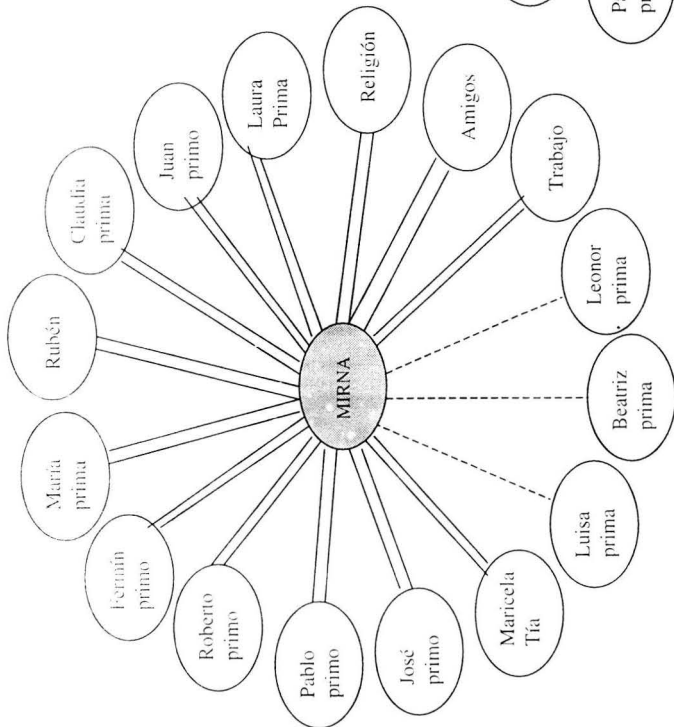 MIRNA
Rubén
Claudia
prima
Juan
primo
Laura
Prima
Religión
Amigos
Trabajo
Leonor
prima
Beatriz
prima
Luisa
prima
Maricela
Tía
José
primo
Pablo
primo
Roberto
primo
Fermín
primo
María
prima